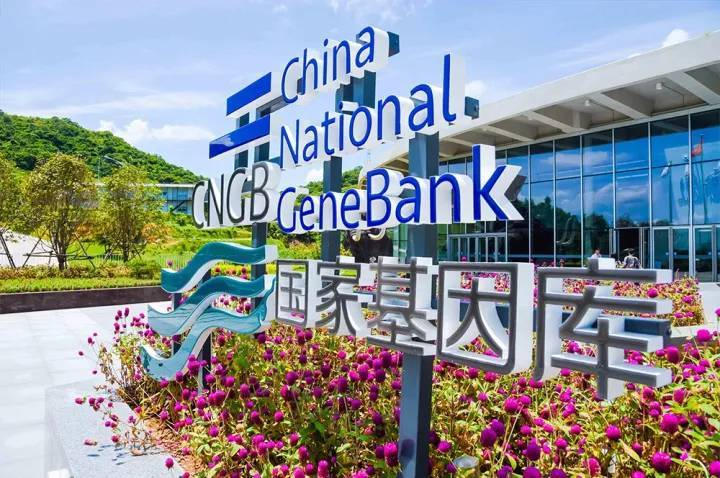 China
National
CNGB GeneBank
国家基因库